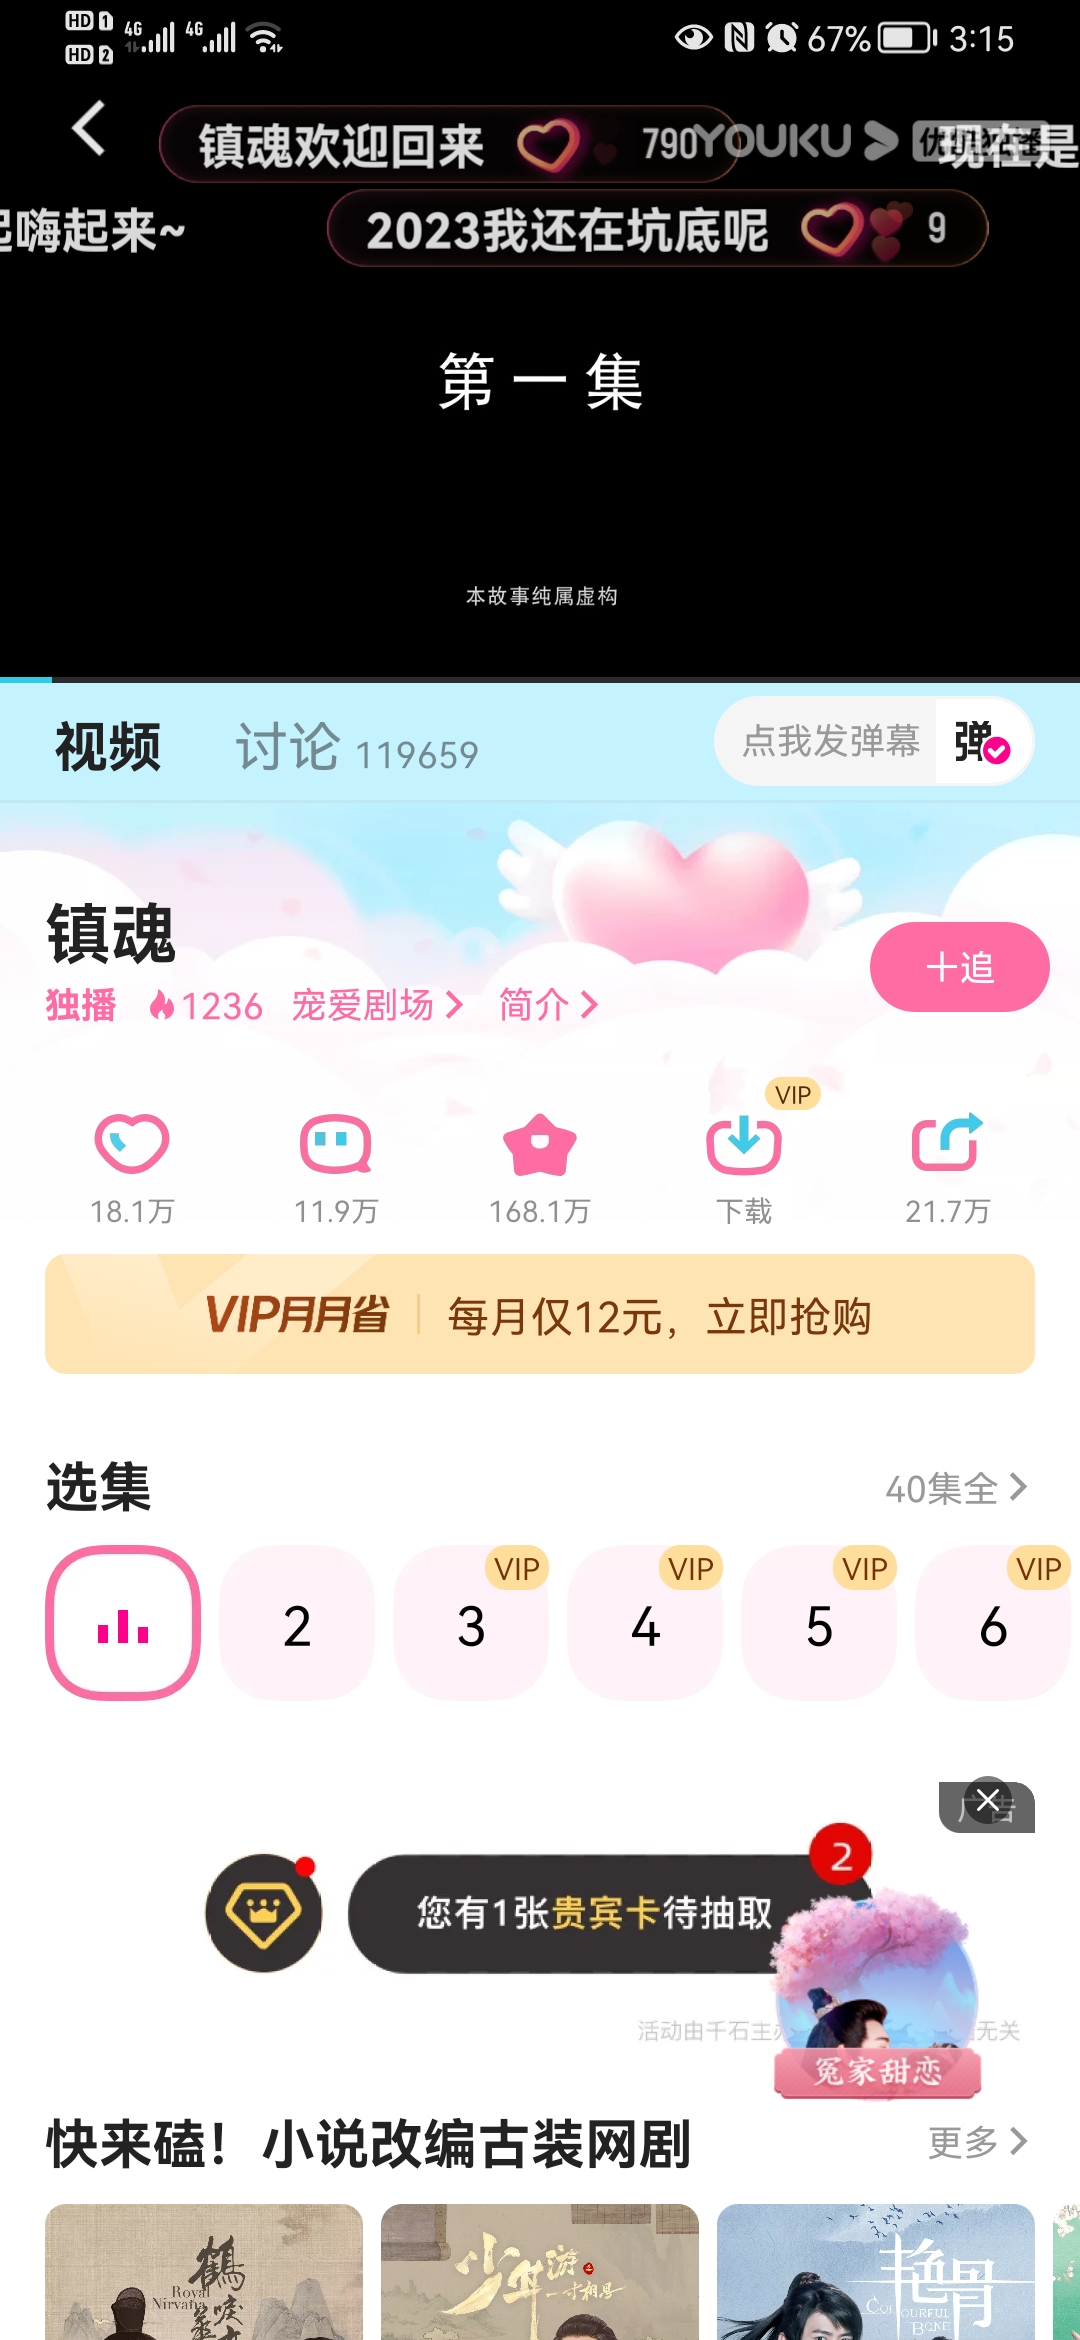 HD 1 4G 4G 67% 3:15
HD 2
镇魂欢迎回来 790 YOUKU 优酷独播 现在是
起嗨起来~ 2023我还在坑底呢 9
第一集
本故事纯属虚构
视频 讨论 119659 点我发弹幕 弹
镇魂
十追
独播 1236 宠爱剧场 简介
VIP
18.1万 11.9万 168.1万 下载 21.7万
VIP月月省 每月仅12元，立即抢购
选集 40集全
VIP VIP VIP VIP
2 3 4 5 6
广告
2
您有1张贵宾卡待抽取
活动由千石主办 无关
冤家甜恋
快来磕！小说改编古装网剧 更多
鹤唳
Royal
Nirvana
少年游之一寸相思
艳骨
COLOURFUL
BONE